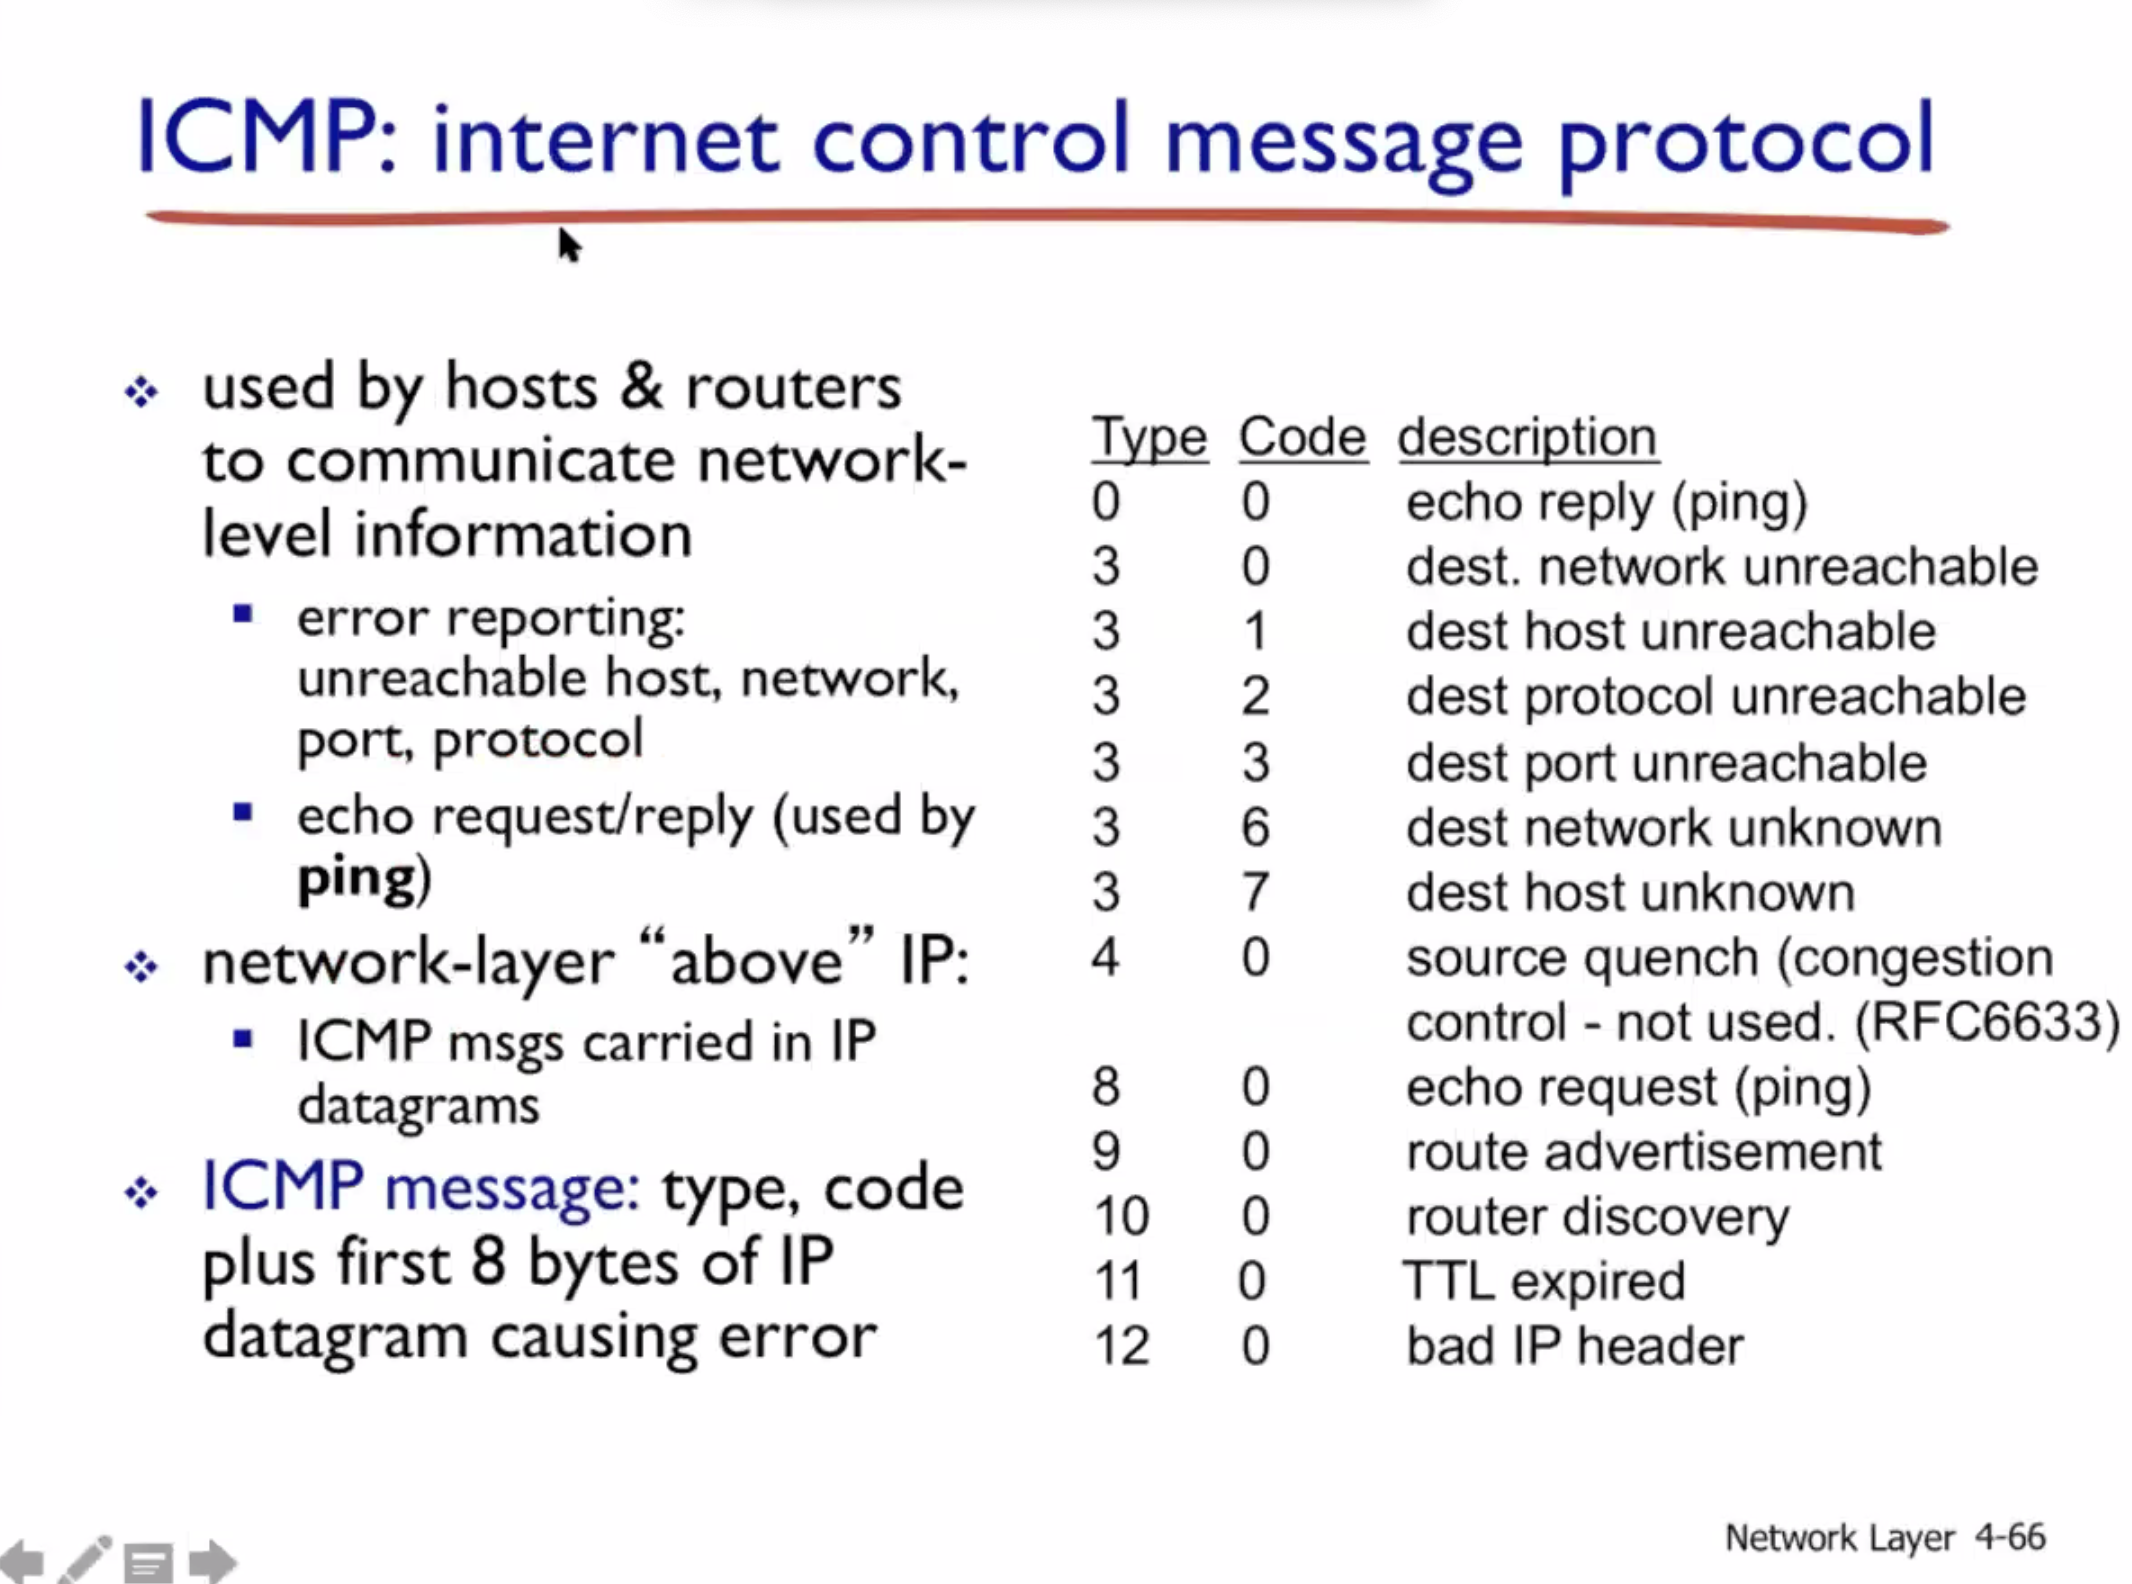 ICMP: internet control message protocol
used by hosts & routers
to communicate network-
level information
error reporting:
unreachable host, network,
port, protocol
echo request/reply (used by
ping)
network-layer “above” IP:
ICMP msgs carried in IP
datagrams
ICMP message: type, code
plus first 8 bytes of IP
datagram causing error
Type Code description
0 0 echo reply (ping)
3 0 dest. network unreachable
3 1 dest host unreachable
3 2 dest protocol unreachable
3 3 dest port unreachable
3 6 dest network unknown
3 7 dest host unknown
4 0 source quench (congestion
control - not used. (RFC6633)
8 0 echo request (ping)
9 0 route advertisement
10 0 router discovery
11 0 TTL expired
12 0 bad IP header
Network Layer 4-66